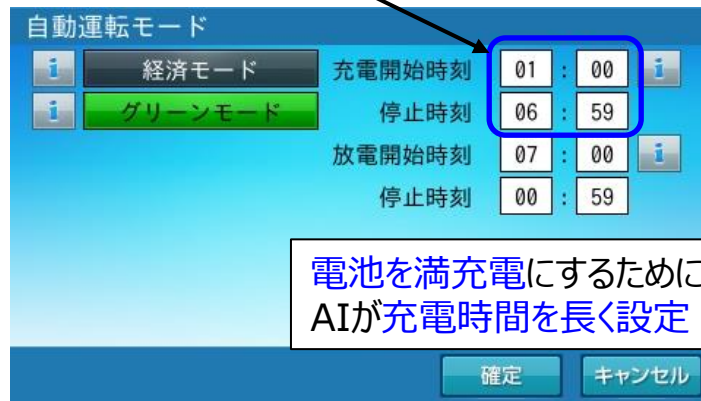 自動運転モード
i 経済モード 充電開始時刻 01 : 00 i
i グリーンモード 停止時刻 06 : 59
放電開始時刻 07 : 00 i
停止時刻 00 : 59
電池を満充電にするために
AIが充電時間を長く設定
確定 キャンセル